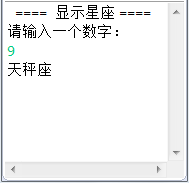 ==== 显示星座 ====
请输入一个数字:
9
天秤座